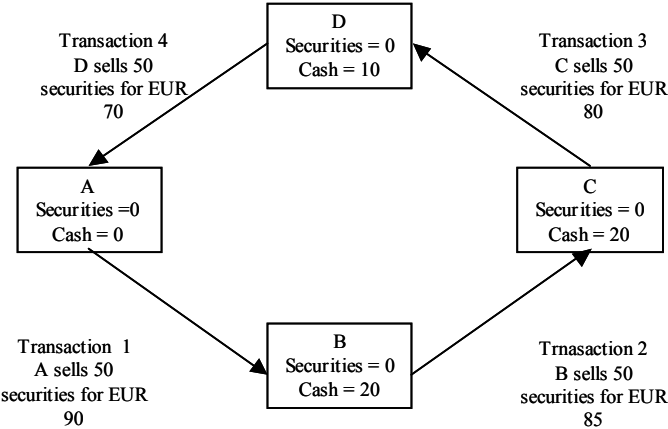 D
Securities = 0
Cash = 10
Transaction 4
D sells 50
securities for EUR
70
Transaction 3
C sells 50
securities for EUR
80
A
Securities =0
Cash = 0
C
Securities = 0
Cash = 20
B
Securities = 0
Cash = 20
Transaction 1
A sells 50
securities for EUR
90
Trnasaction 2
B sells 50
securities for EUR
85